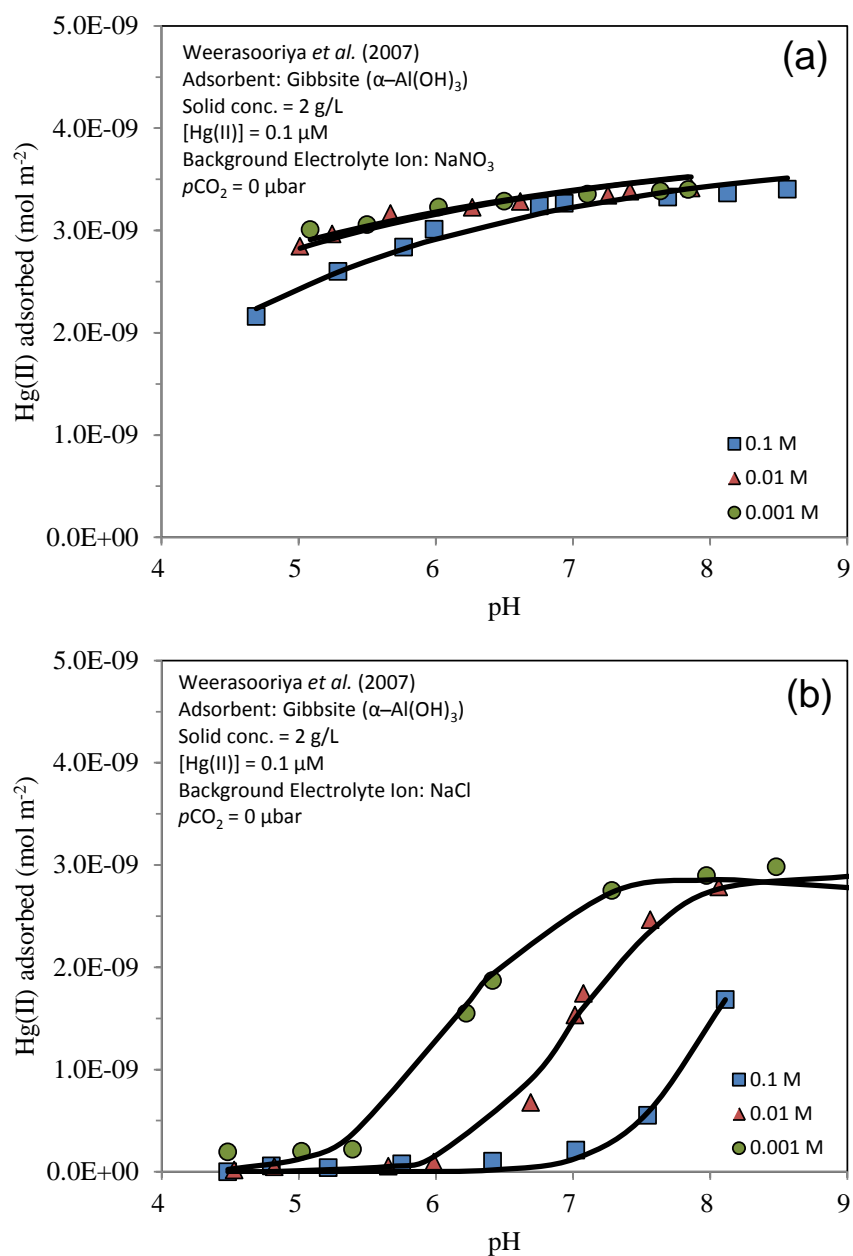 (a)
Weerasooriya et al. (2007)
Adsorbent: Gibbsite (α–Al(OH)₃)
Solid conc. = 2 g/L
[Hg(II)] = 0.1 µM
Background Electrolyte Ion: NaNO₃
pCO₂ = 0 µbar
Hg(II) adsorbed (mol m⁻²)
5.0E-09
4.0E-09
3.0E-09
2.0E-09
1.0E-09
0.0E+00
0.1 M
0.01 M
0.001 M
4 5 6 7 8 9
pH
(b)
Weerasooriya et al. (2007)
Adsorbent: Gibbsite (α–Al(OH)₃)
Solid conc. = 2 g/L
[Hg(II)] = 0.1 µM
Background Electrolyte Ion: NaCl
pCO₂ = 0 µbar
Hg(II) adsorbed (mol m⁻²)
5.0E-09
4.0E-09
3.0E-09
2.0E-09
1.0E-09
0.0E+00
0.1 M
0.01 M
0.001 M
4 5 6 7 8 9
pH